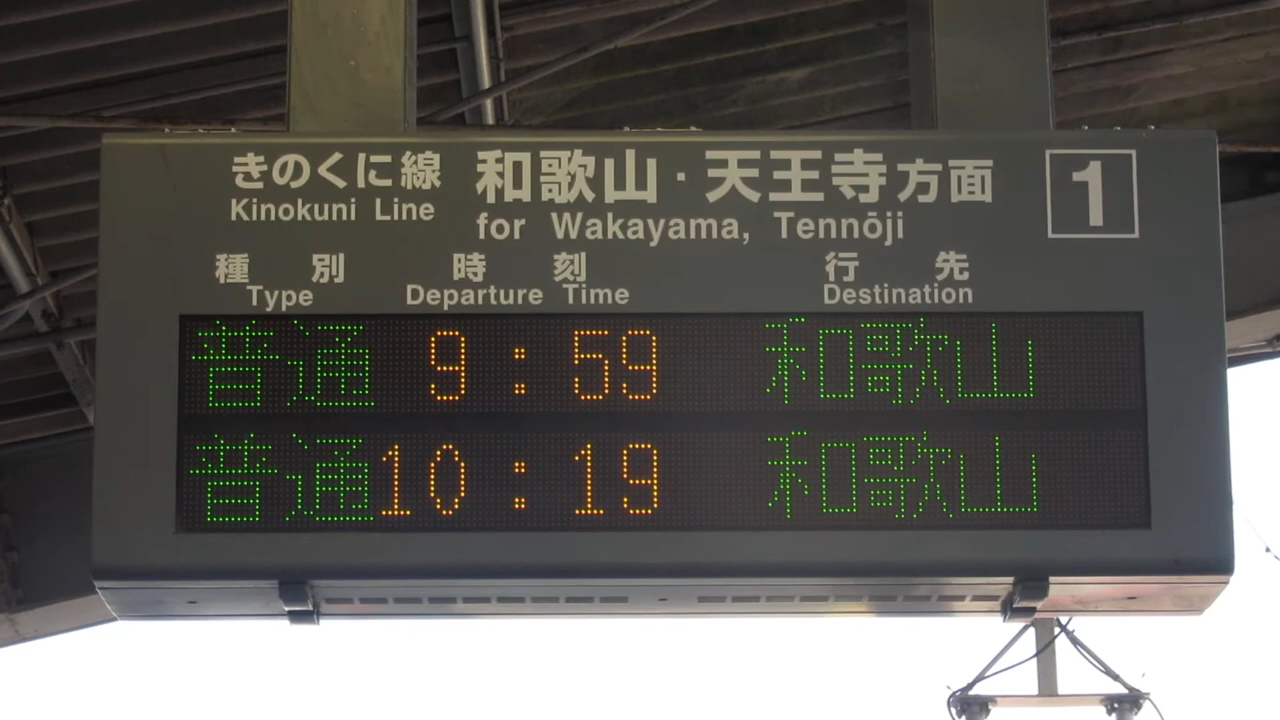 きのくに線 和歌山・天王寺方面 1
Kinokuni Line for Wakayama, Tennōji
種別 時刻 行先
Type Departure Time Destination
普通 9:59 和歌山
普通 10:19 和歌山